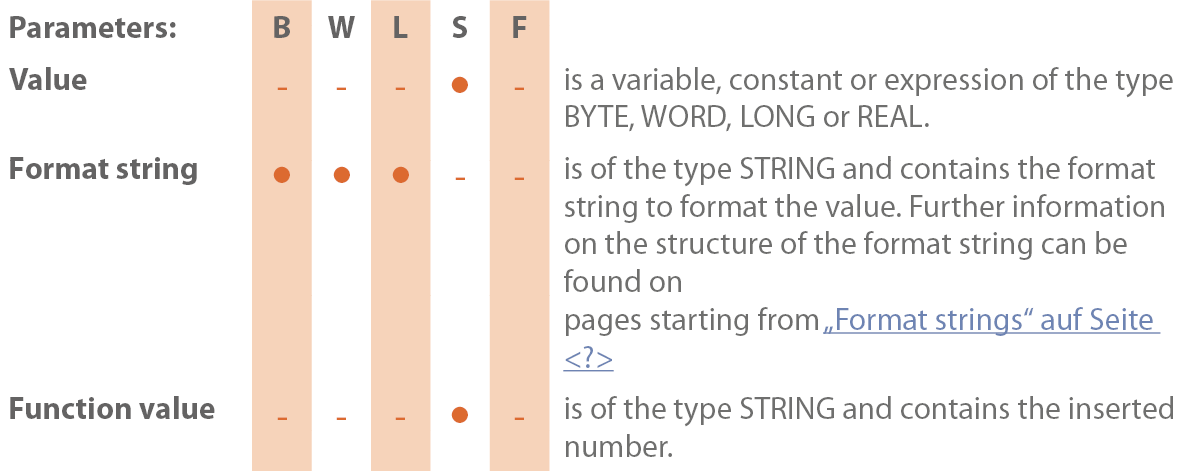 Parameters: B W L S F
Value - - - ● - is a variable, constant or expression of the type
BYTE, WORD, LONG or REAL.
Format string ● ● ● - - is of the type STRING and contains the format
string to format the value. Further information
on the structure of the format string can be
found on
pages starting from „Format strings“ auf Seite
<?>
Function value - - - ● - is of the type STRING and contains the inserted
number.